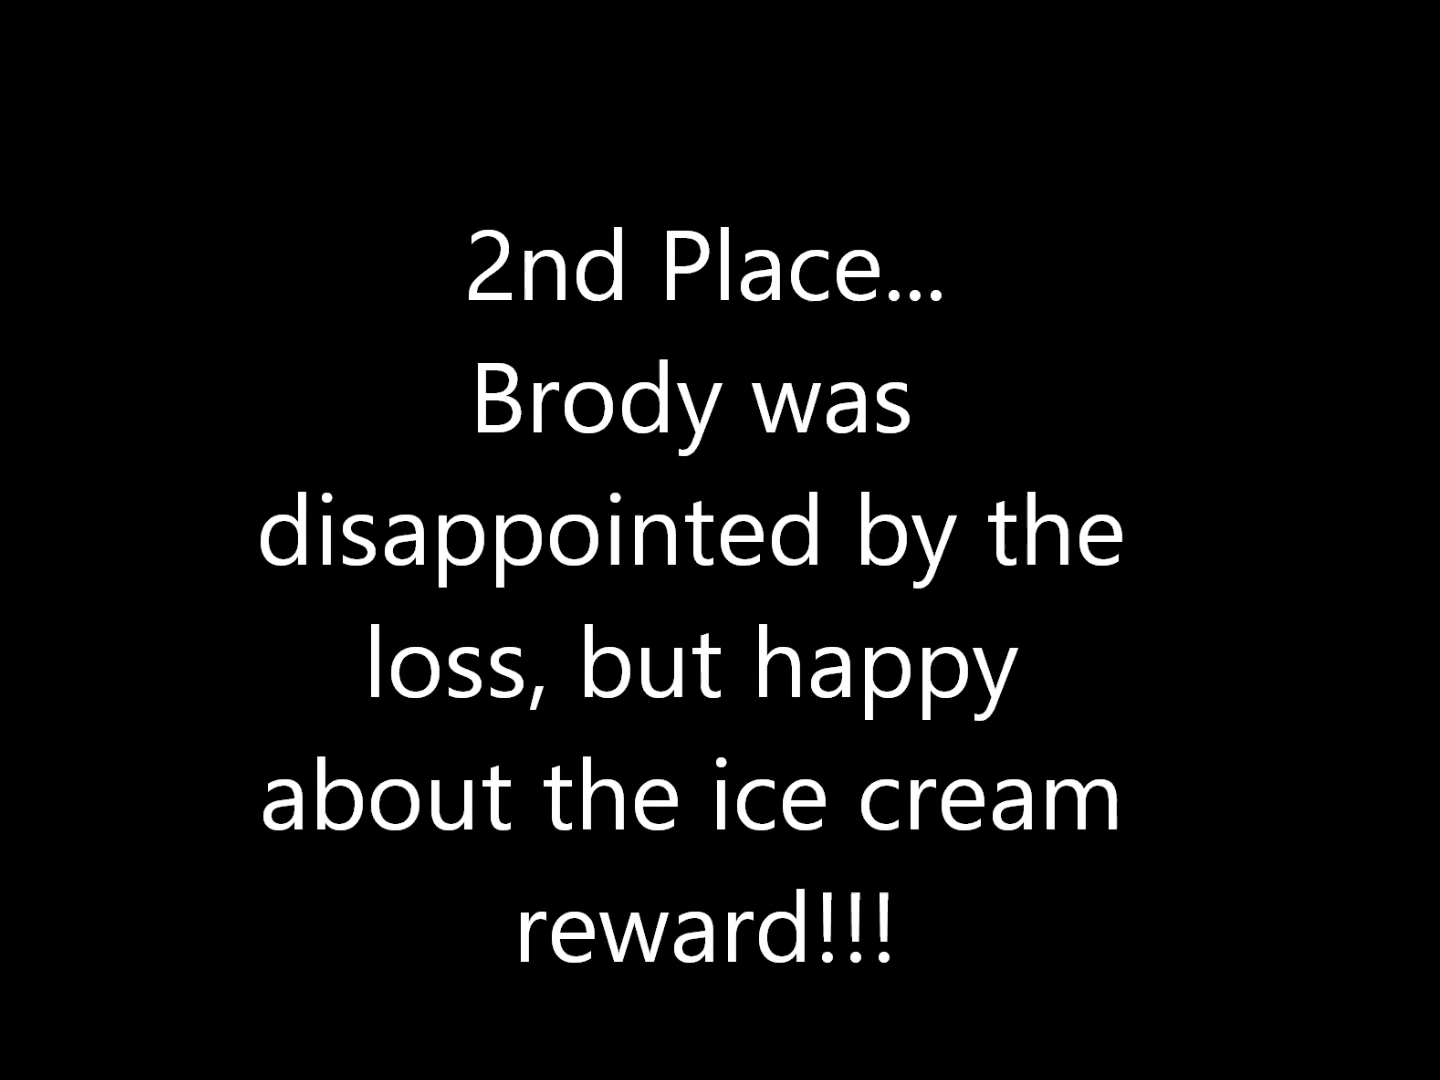 2nd Place...
Brody was
disappointed by the
loss, but happy
about the ice cream
reward!!!